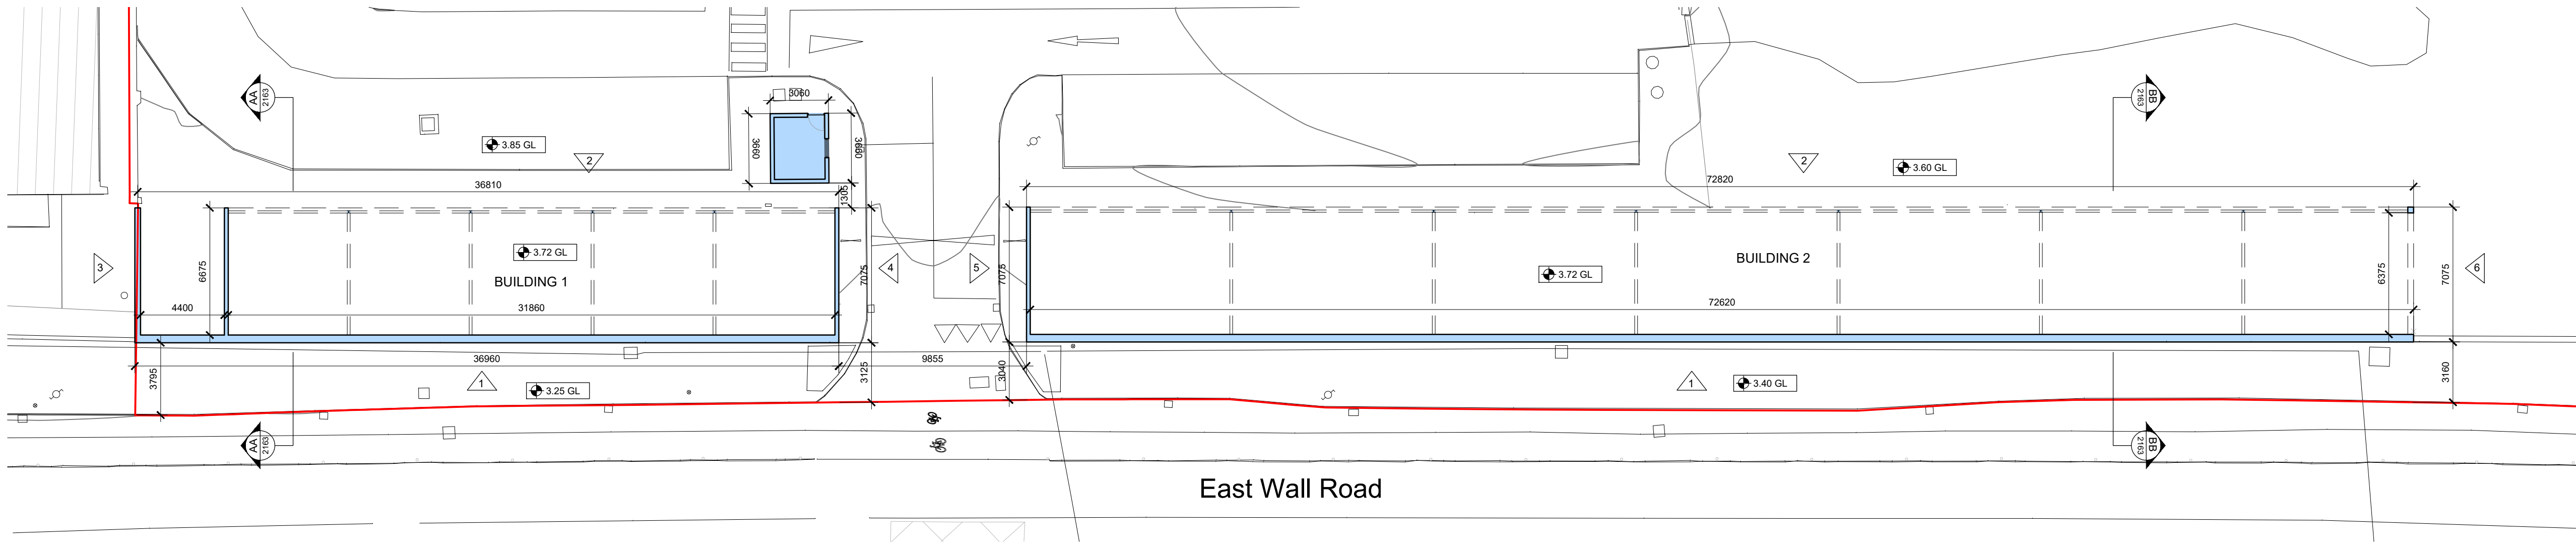 AA
2163
3060
BB
2163
3.85 GL
2
3660
3660
2
3.60 GL
36810
1305
72820
3
6675
3.72 GL
BUILDING 1
7075
4
5
7075
3.72 GL
BUILDING 2
6375
7075
6
4400
31860
72620
36960
9855
3795
1
3.25 GL
3125
3040
1
3.40 GL
3160
AA
2163
BB
2163
East Wall Road